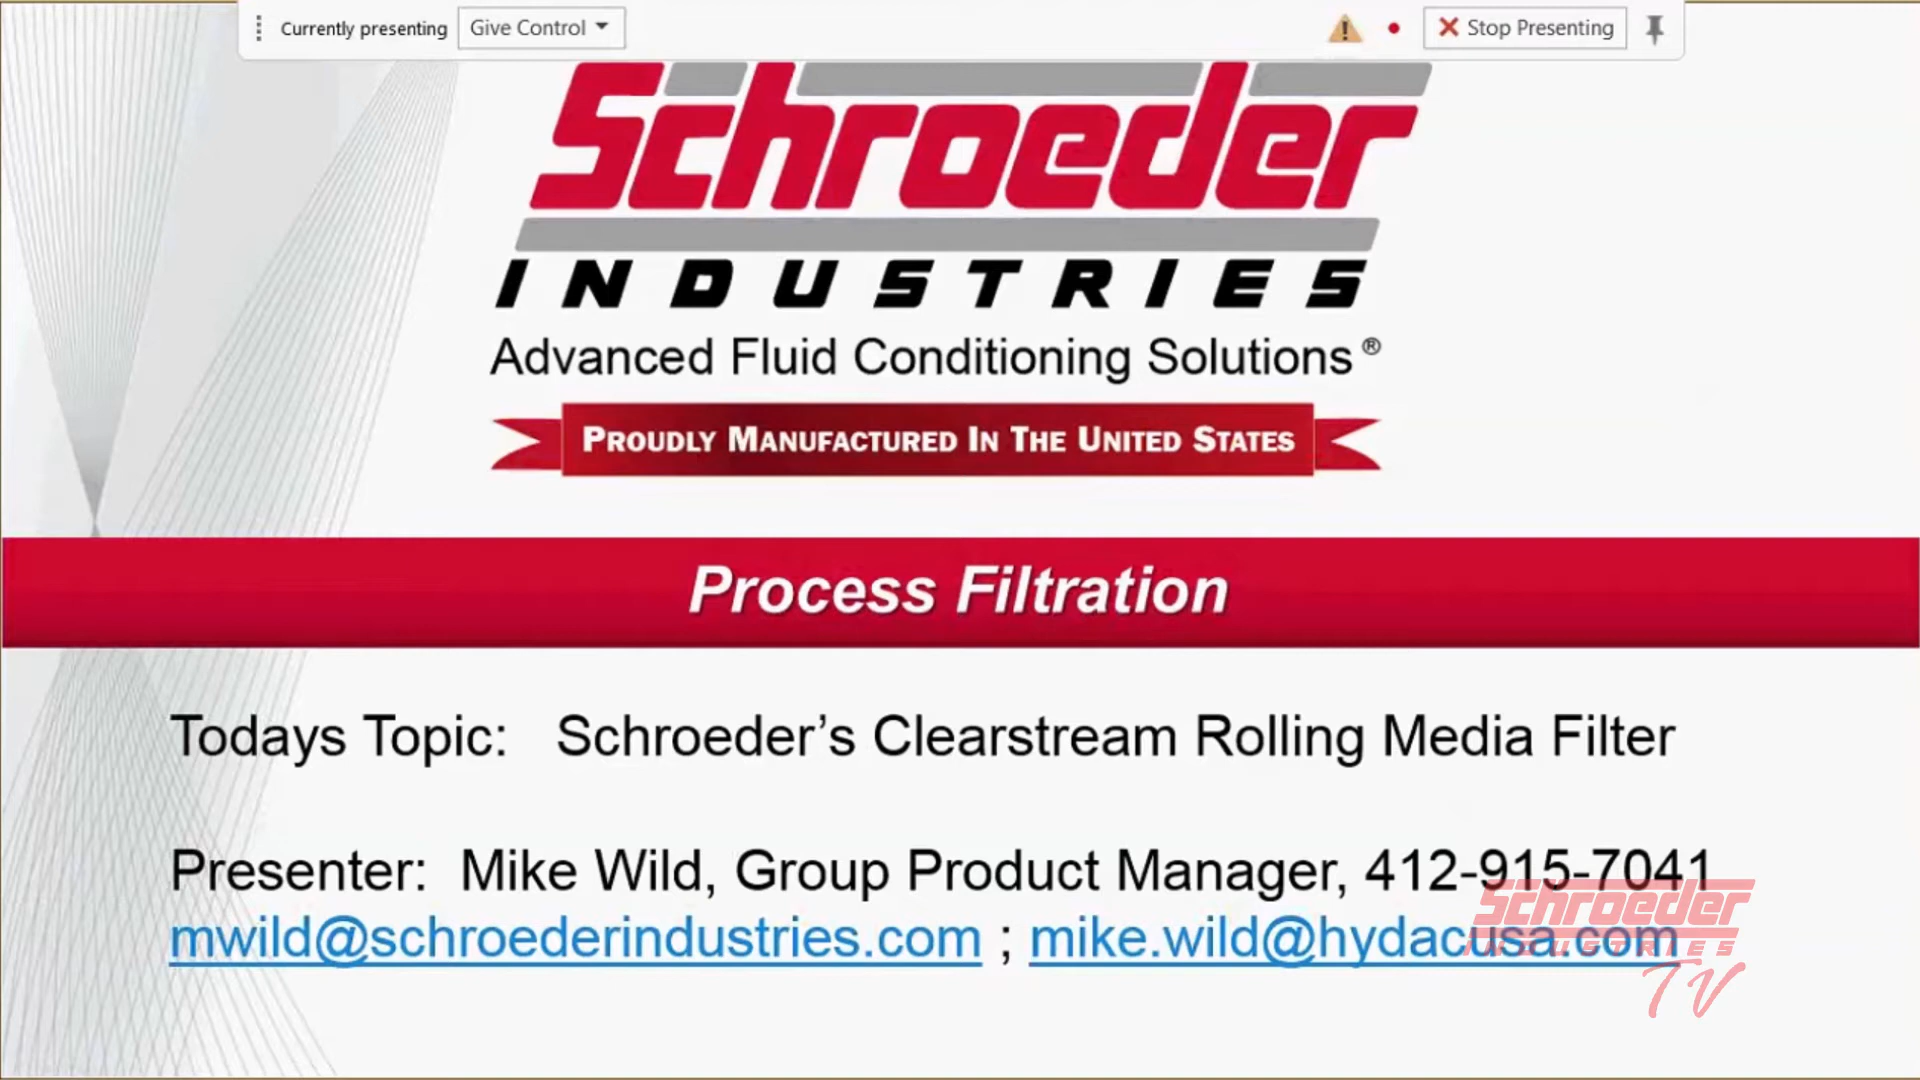 Currently presenting Give Control Stop Presenting
Schroeder
INDUSTRIES
Advanced Fluid Conditioning Solutions®
PROUDLY MANUFACTURED IN THE UNITED STATES
Process Filtration
Todays Topic: Schroeder’s Clearstream Rolling Media Filter
Presenter: Mike Wild, Group Product Manager, 412-915-7041
mwild@schroederindustries.com ; mike.wild@hydacusa.com
Schroeder
INDUSTRIES
TV